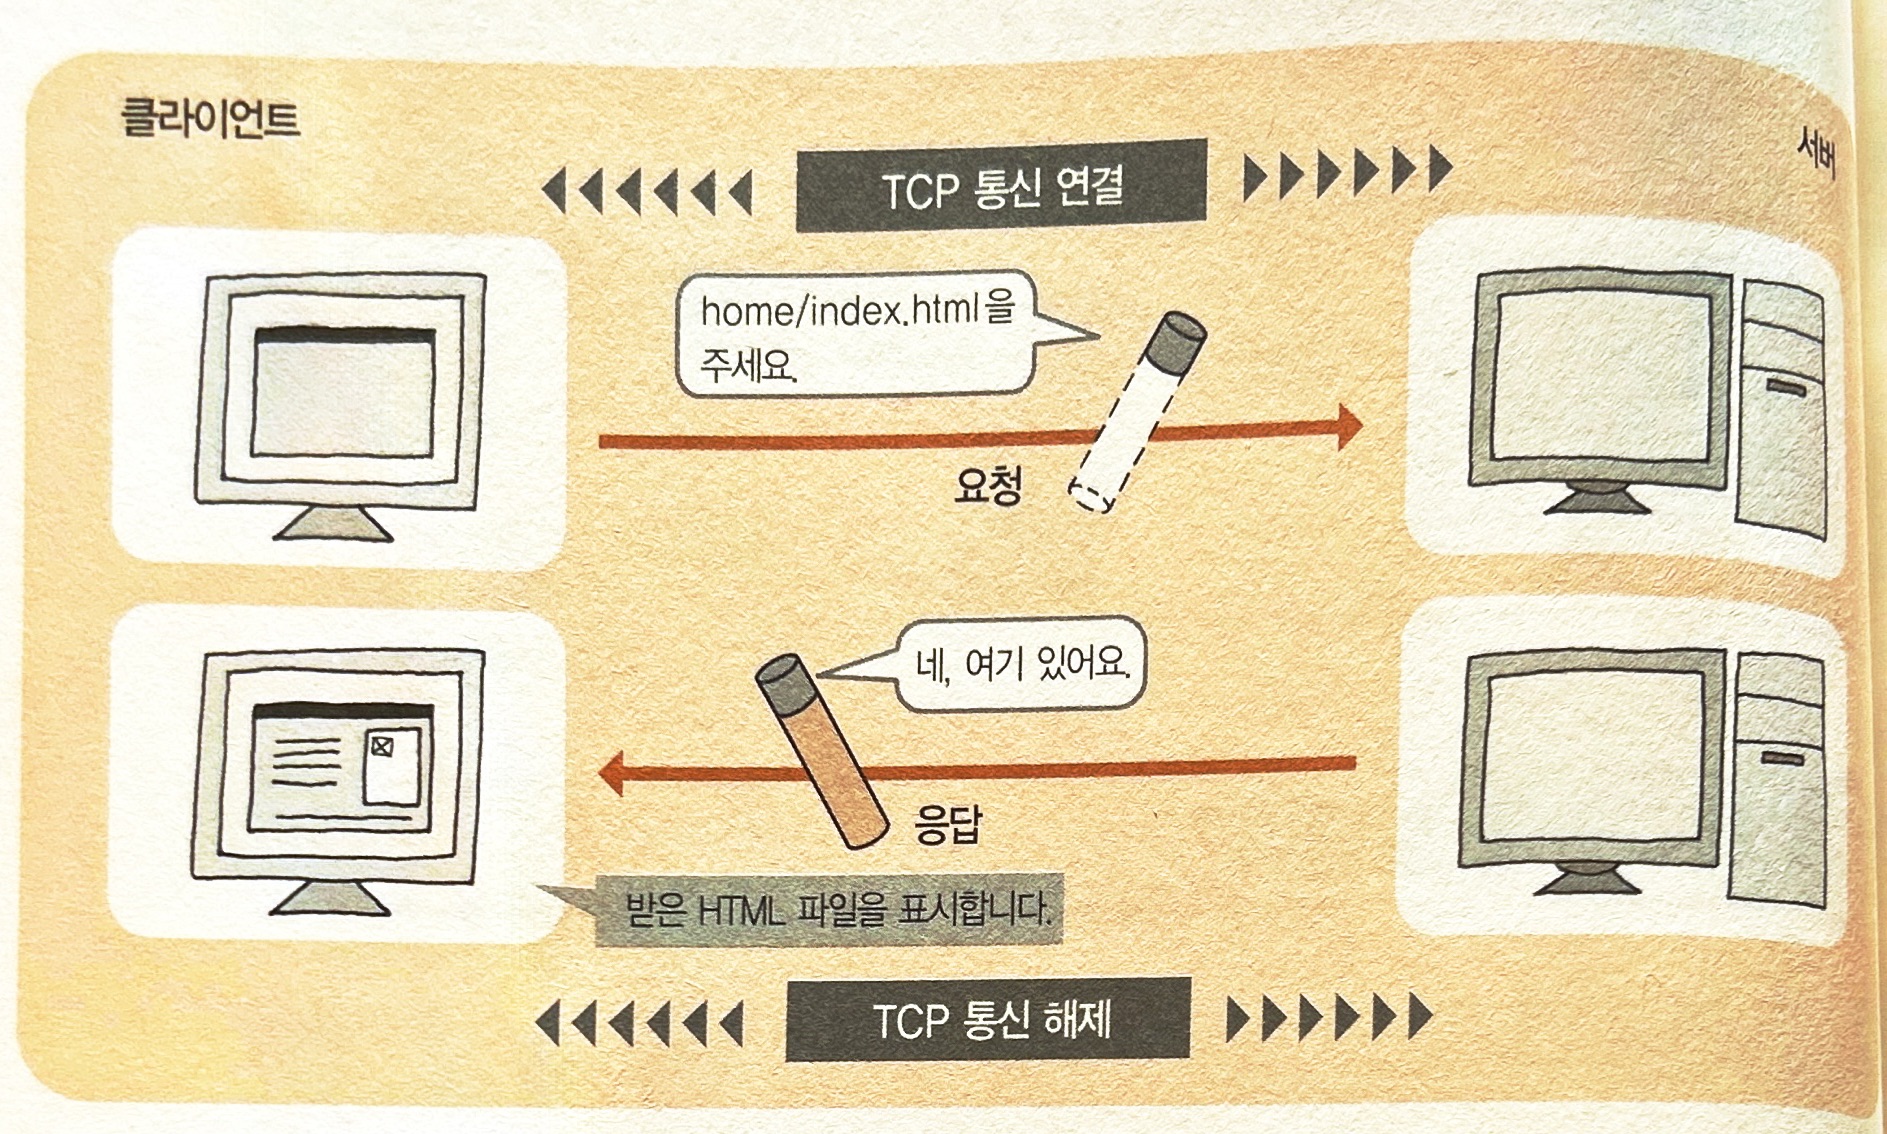 클라이언트
서버
TCP 통신 연결
home/index.html을
주세요.
요청
네, 여기 있어요.
응답
받은 HTML 파일을 표시합니다.
TCP 통신 해제